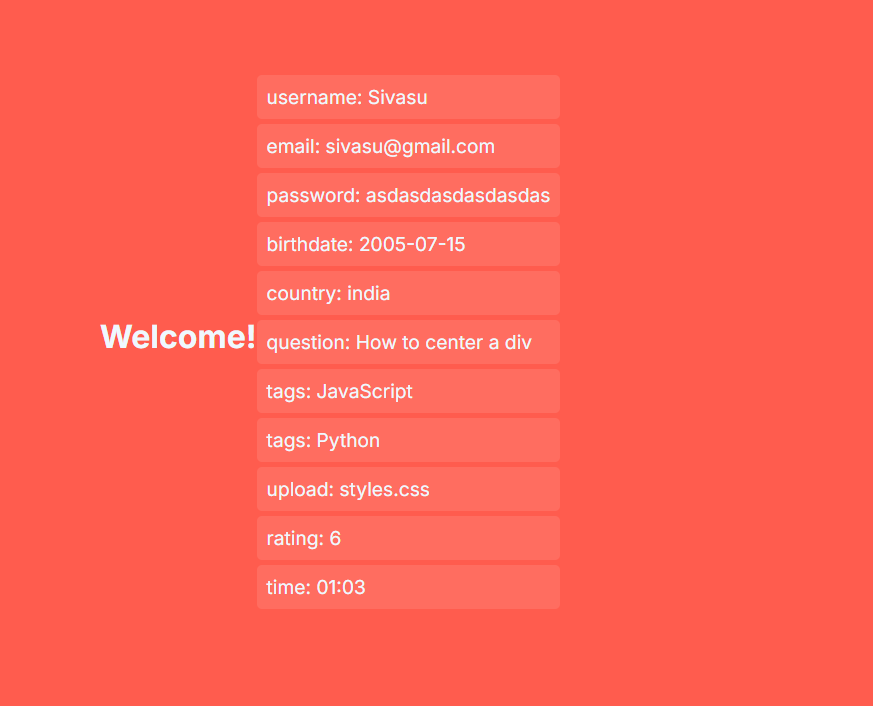 Welcome!
username: Sivasu
email: sivasu@gmail.com
password: asdasdasdasdasdas
birthdate: 2005-07-15
country: india
question: How to center a div
tags: JavaScript
tags: Python
upload: styles.css
rating: 6
time: 01:03